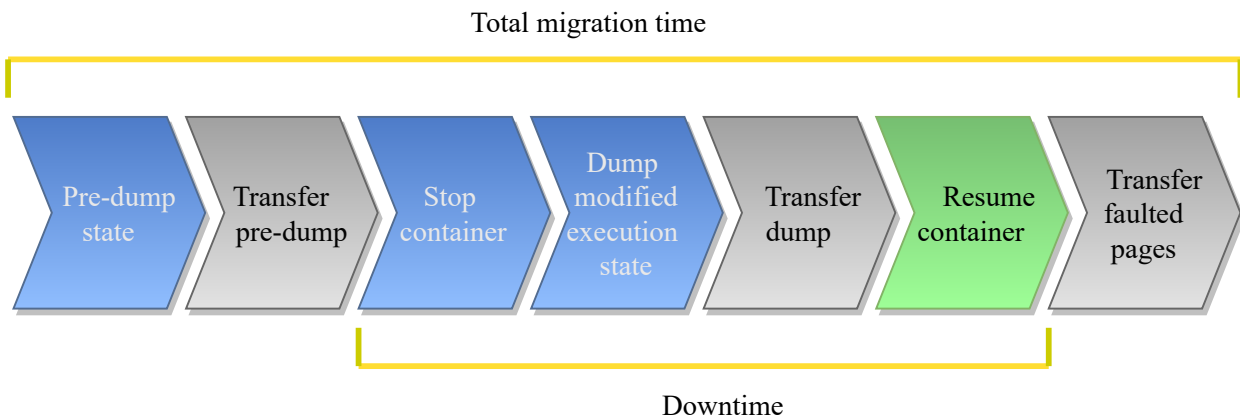 Total migration time
Pre-dump
state
Transfer
pre-dump
Stop
container
Dump
modified
execution
state
Transfer
dump
Resume
container
Transfer
faulted
pages
Downtime